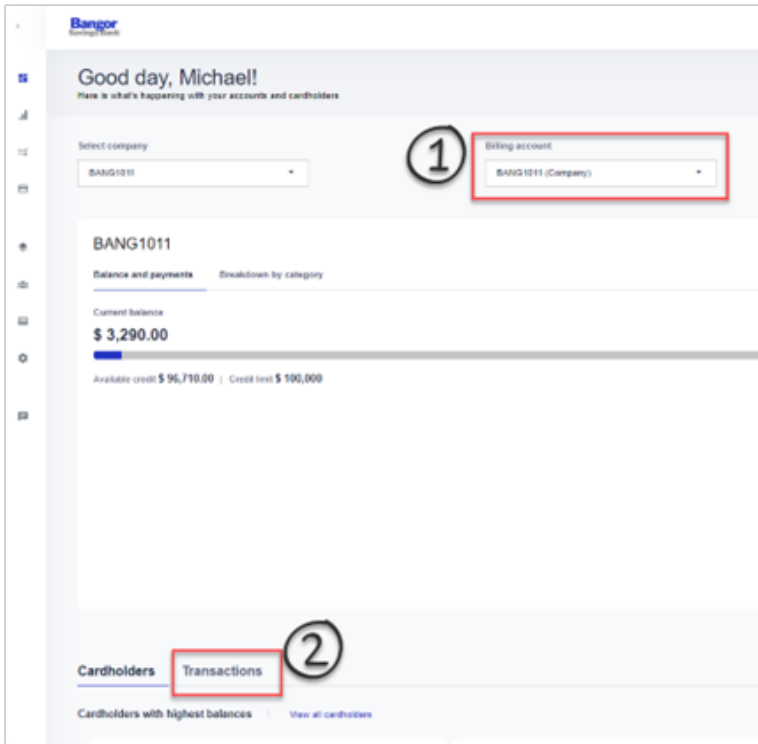 Bangor
Savings Bank
Good day, Michael!
Here is what's happening with your accounts and cardholders
Select company
BANG1011
1
Billing account
BANG1011 (Company)
BANG1011
Balance and payments
Breakdown by category
Current balance
$ 3,290.00
Available credit $ 96,710.00 | Credit limit $ 100,000
Cardholders
Transactions
2
Cardholders with highest balances
View all cardholders